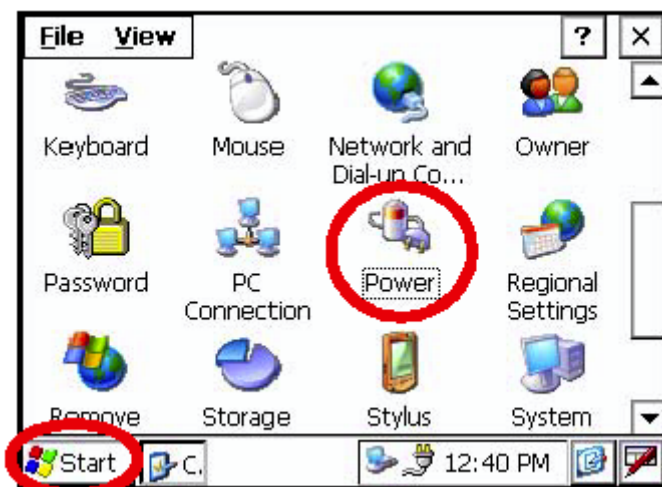 File View ? ×
Keyboard Mouse Network and Owner
Dial-up Co...
Password PC Power Regional
Connection Settings
Remove Storage Stylus System
Start C. 12:40 PM